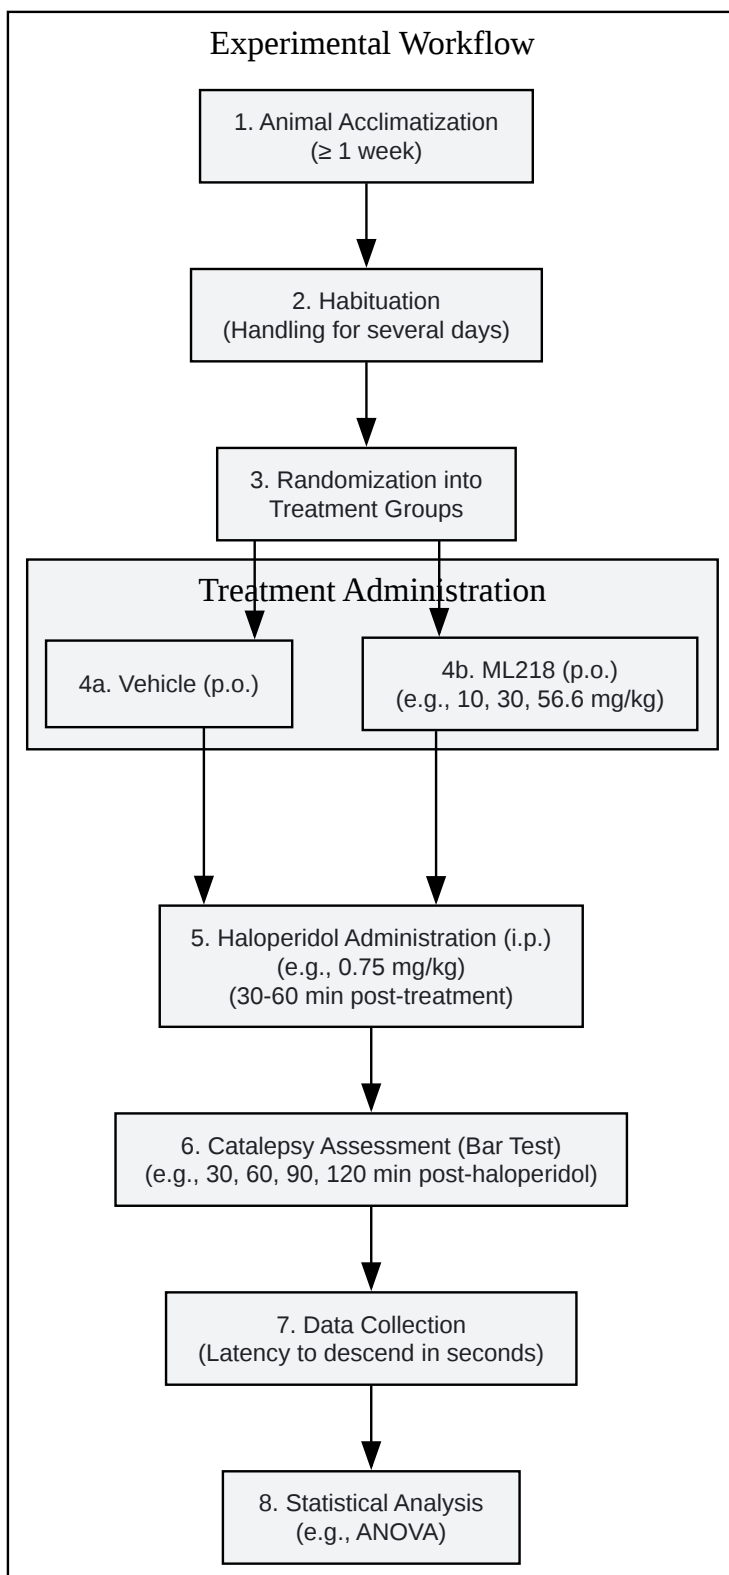 Experimental Workflow
1. Animal Acclimatization
(≥ 1 week)
2. Habituation
(Handling for several days)
3. Randomization into
Treatment Groups
Treatment Administration
4a. Vehicle (p.o.)
4b. ML218 (p.o.)
(e.g., 10, 30, 56.6 mg/kg)
5. Haloperidol Administration (i.p.)
(e.g., 0.75 mg/kg)
(30-60 min post-treatment)
6. Catalepsy Assessment (Bar Test)
(e.g., 30, 60, 90, 120 min post-haloperidol)
7. Data Collection
(Latency to descend in seconds)
8. Statistical Analysis
(e.g., ANOVA)